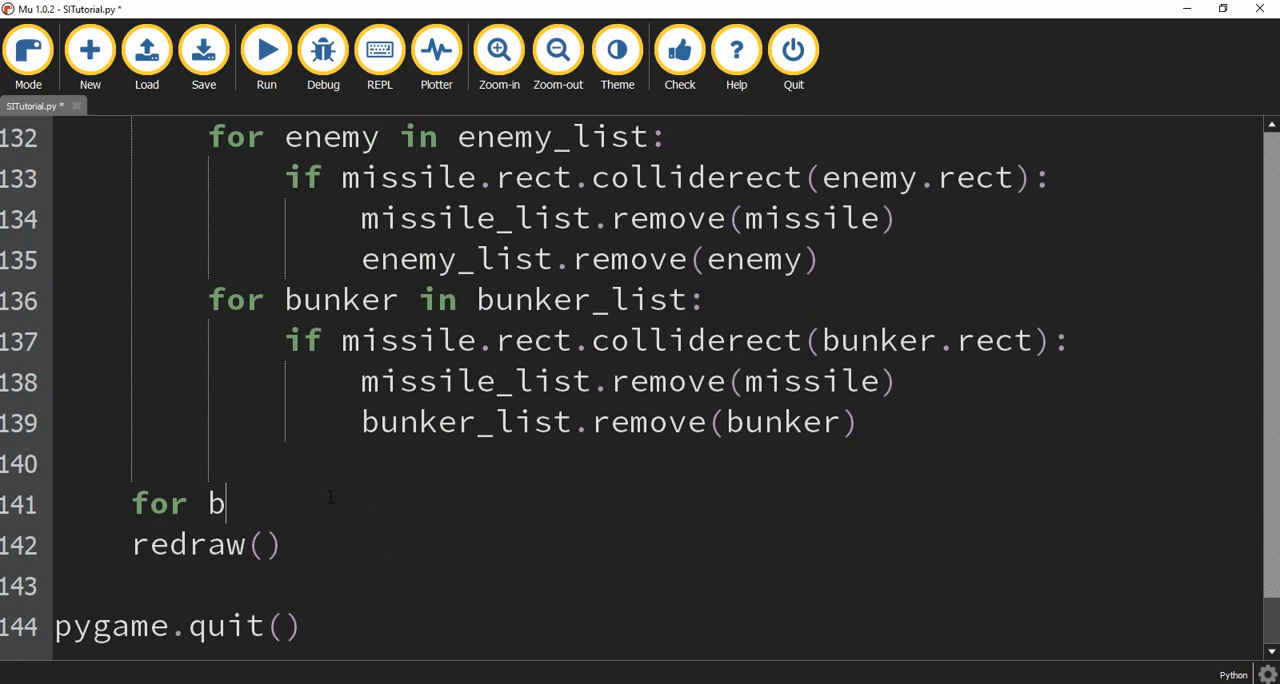 Mu 1.0.2 - SITutorial.py *
Mode New Load Save Run Debug REPL Plotter Zoom-in Zoom-out Theme Check Help Quit
SITutorial.py *
132 for enemy in enemy_list:
133 if missile.rect.colliderect(enemy.rect):
134 missile_list.remove(missile)
135 enemy_list.remove(enemy)
136 for bunker in bunker_list:
137 if missile.rect.colliderect(bunker.rect):
138 missile_list.remove(missile)
139 bunker_list.remove(bunker)
140
141 for b
142 redraw()
143
144 pygame.quit()
Python